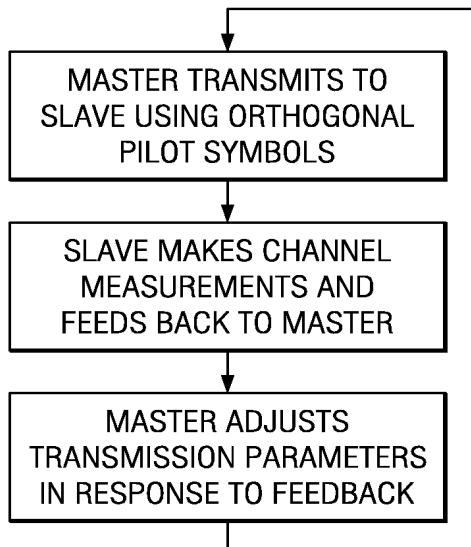 MASTER TRANSMITS TO
SLAVE USING ORTHOGONAL
PILOT SYMBOLS
SLAVE MAKES CHANNEL
MEASUREMENTS AND
FEEDS BACK TO MASTER
MASTER ADJUSTS
TRANSMISSION PARAMETERS
IN RESPONSE TO FEEDBACK